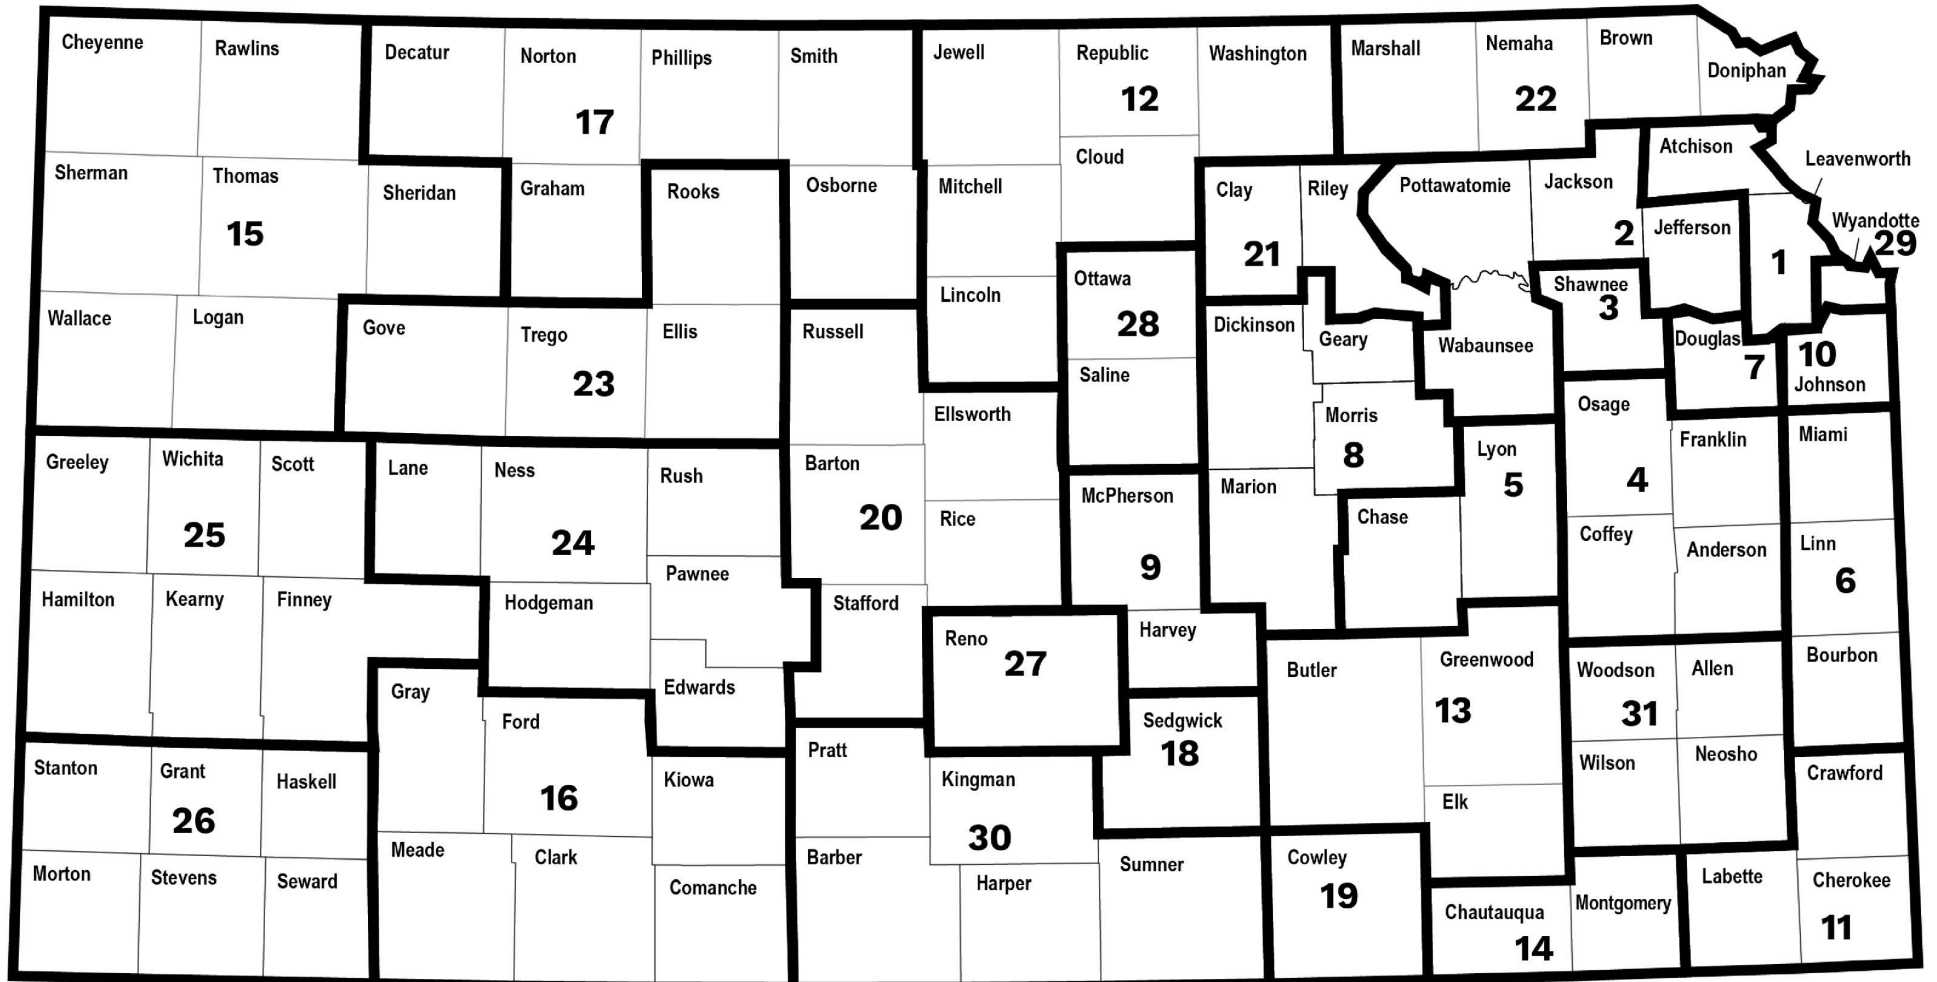 Cheyenne
Rawlins
Decatur
Norton
17
Phillips
Smith
Jewell
Republic
12
Washington
Marshall
Nemaha
22
Brown
Doniphan
Sherman
Thomas
15
Sheridan
Graham
Rooks
Osborne
Mitchell
Cloud
Clay
21
Riley
Pottawatomie
Jackson
2
Atchison
Jefferson
Leavenworth
1
Wyandotte
29
Wallace
Logan
Gove
Trego
23
Ellis
Russell
Lincoln
Ottawa
28
Saline
Dickinson
Geary
Wabaunsee
Shawnee
3
Douglas
7
10
Johnson
Ellsworth
Morris
8
Lyon
5
Osage
4
Franklin
Miami
Greeley
Wichita
25
Scott
Lane
Ness
24
Rush
Barton
20
Rice
McPherson
9
Marion
Chase
Coffey
Anderson
Linn
6
Hamilton
Kearny
Finney
Hodgeman
Pawnee
Stafford
Reno
27
Harvey
Butler
Greenwood
13
Woodson
31
Allen
Bourbon
Gray
Ford
16
Edwards
Kiowa
Pratt
Kingman
30
Sedgwick
18
Elk
Wilson
Neosho
Crawford
Stanton
Grant
26
Haskell
Morton
Stevens
Seward
Meade
Clark
Comanche
Barber
Harper
Sumner
Cowley
19
Chautauqua
14
Montgomery
Labette
Cherokee
11